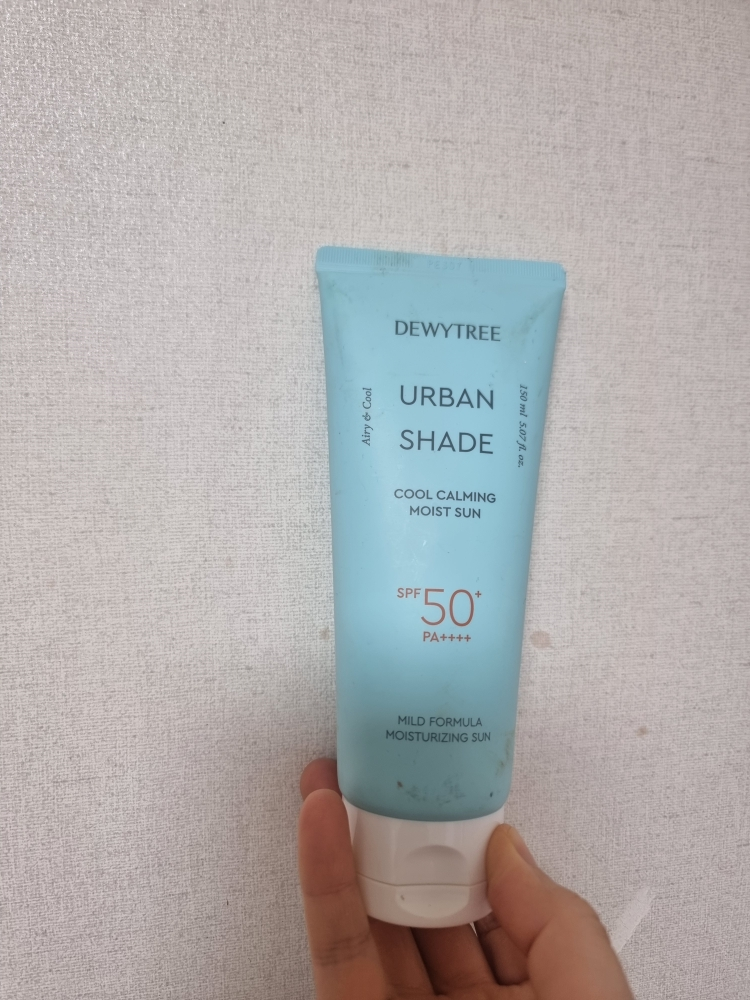 DEWYTREE
URBAN
SHADE
Airy & Cool
150 ml 5.07 fl. oz.
COOL CALMING
MOIST SUN
SPF 50+
PA++++
MILD FORMULA
MOISTURIZING SUN